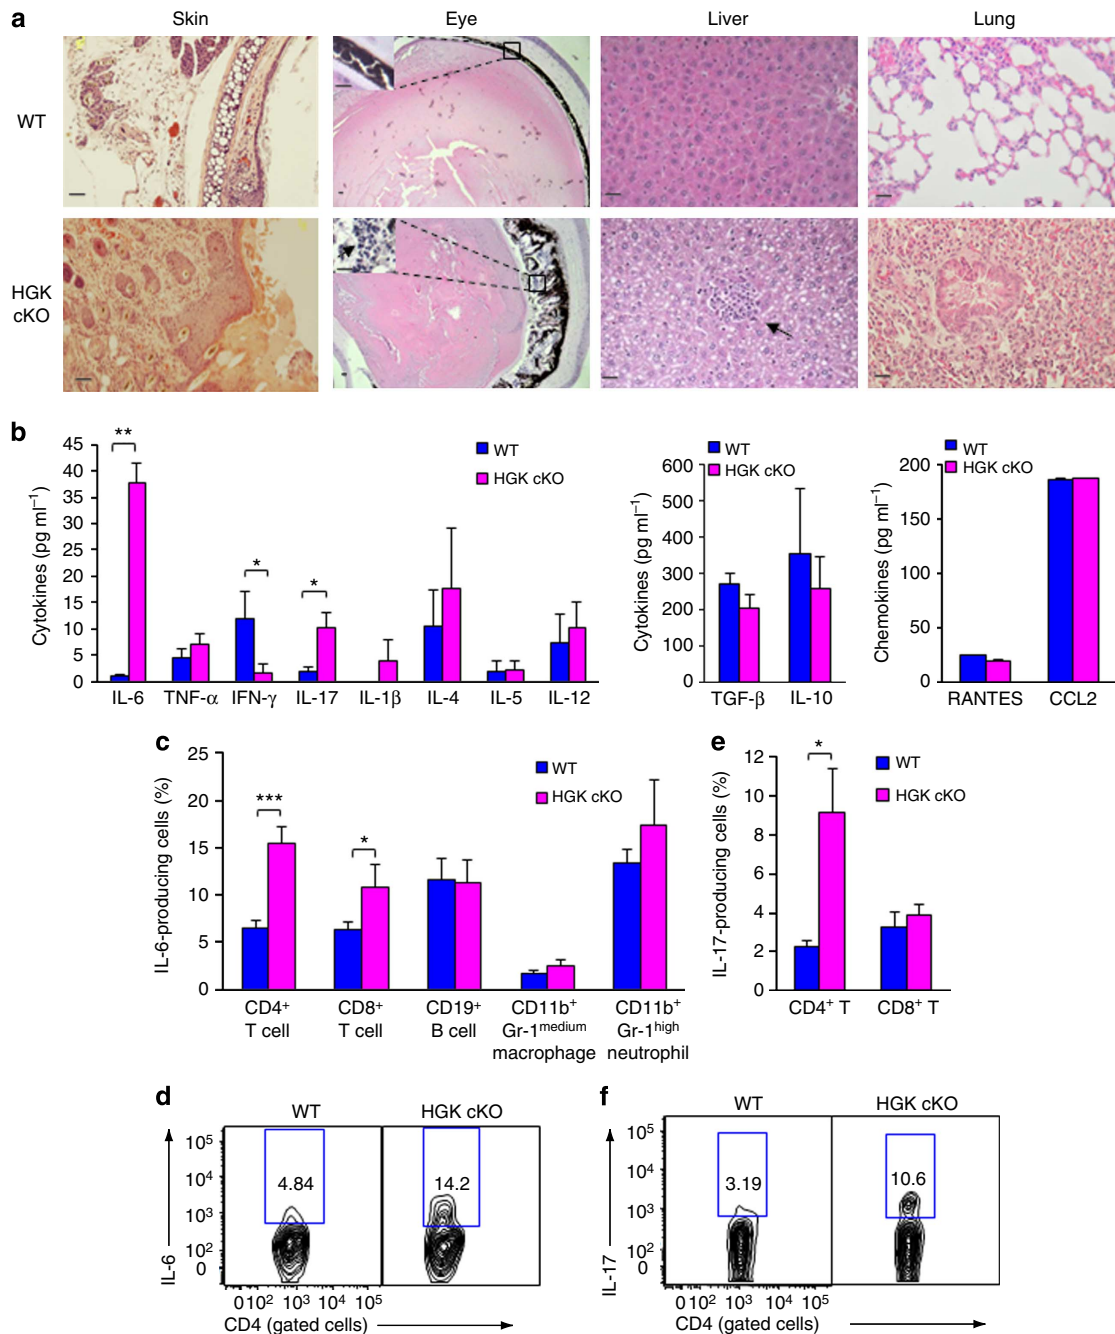 a
Skin Eye Liver Lung
WT
HGK
cKO
b
**
*
*
45
40
35
30
25
20
15
10
5
0
Cytokines (pg ml⁻¹)
WT
HGK cKO
IL-6 TNF-α IFN-γ IL-17 IL-1β IL-4 IL-5 IL-12
600
500
400
300
200
100
0
Cytokines (pg ml⁻¹)
WT
HGK cKO
TGF-β IL-10
200
150
100
50
0
Chemokines (pg ml⁻¹)
WT
HGK cKO
RANTES CCL2
c
25
20
15
10
5
0
IL-6-producing cells (%)
***
*
WT
HGK cKO
CD4⁺ CD8⁺ CD19⁺ CD11b⁺ CD11b⁺
T cell T cell B cell Gr-1ᵐᵉᵈⁱᵘᵐ Gr-1ʰⁱᵍʰ
macrophage neutrophil
e
12
10
8
6
4
2
0
IL-17-producing cells (%)
*
WT
HGK cKO
CD4⁺ T CD8⁺ T
d
WT HGK cKO
10⁵
10⁴
10³
10²
0
IL-6
4.84 14.2
0 10² 10³ 10⁴ 10⁵
CD4 (gated cells)
f
WT HGK cKO
10⁵
10⁴
10³
10²
0
IL-17
3.19 10.6
0 10² 10³ 10⁴ 10⁵
CD4 (gated cells)